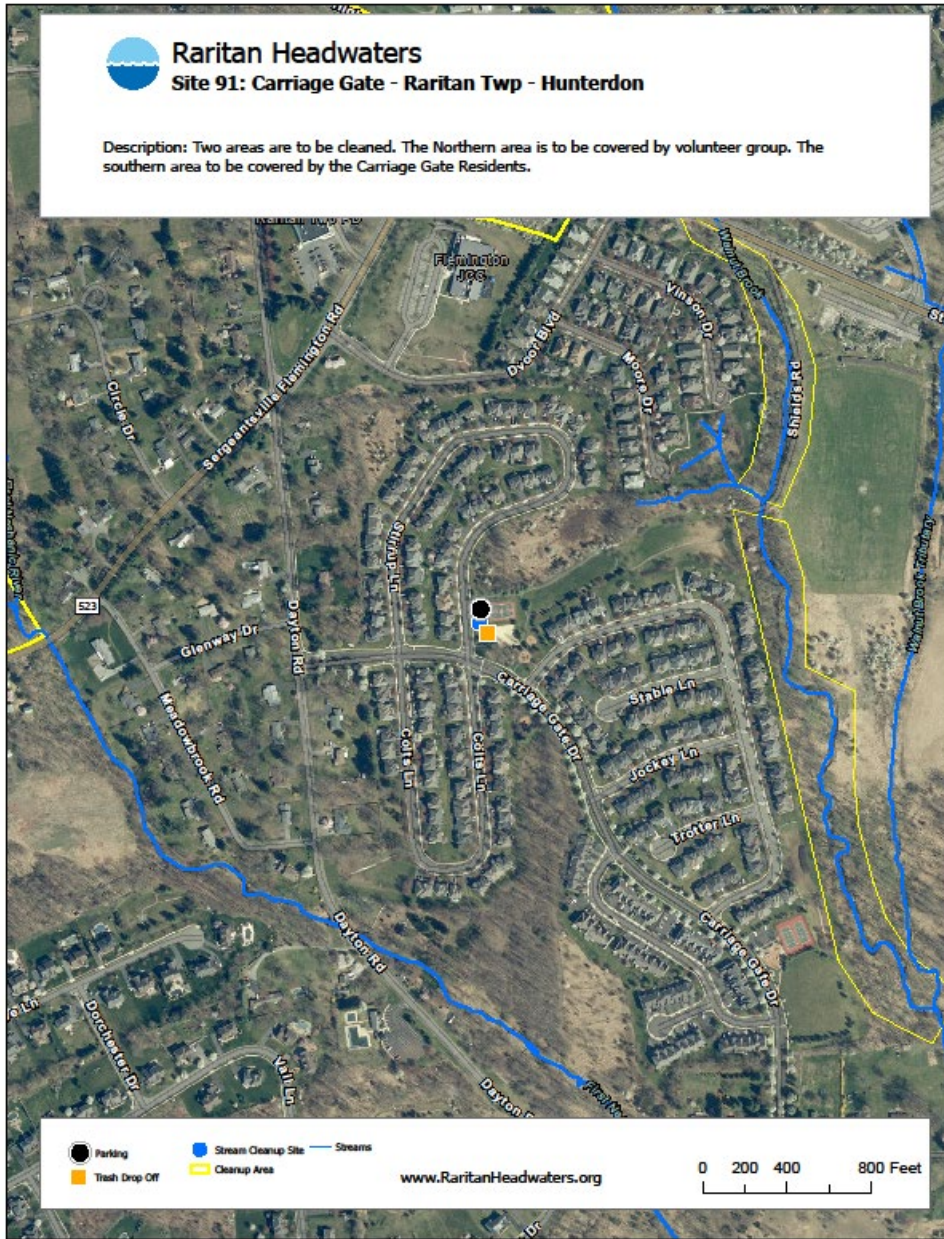 Raritan Headwaters
Site 91: Carriage Gate - Raritan Twp - Hunterdon
Description: Two areas are to be cleaned. The Northern area is to be covered by volunteer group. The
southern area to be covered by the Carriage Gate Residents.
Flemington
JCC
Walnut Brook
Vinson Dr
Dvoor Blvd
Moore Dr
Shields Rd
St
Circle Dr
Sergeantsville Flemington Rd
Stirrup Ln
Walnut Brook Tributary
523
Glenway Dr
Dayton Rd
Meadowbrook Rd
Colts Ln
Colts Ln
Carriage Gate Dr
Stable Ln
Jockey Ln
Trotter Ln
Carriage Gate Dr
Dayton Rd
Dorchester Dr
Vail Ln
Dayton
First Ne
e Ln
Parking
Stream Cleanup Site
Streams
Trash Drop Off
Cleanup Area
www.RaritanHeadwaters.org
0 200 400 800 Feet
Dr